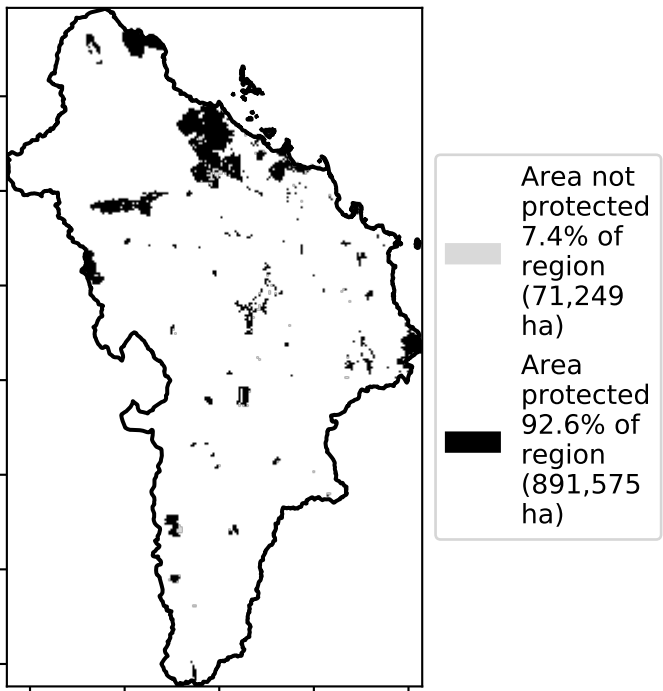 Area not
protected
7.4% of
region
(71,249
ha)
Area
protected
92.6% of
region
(891,575
ha)